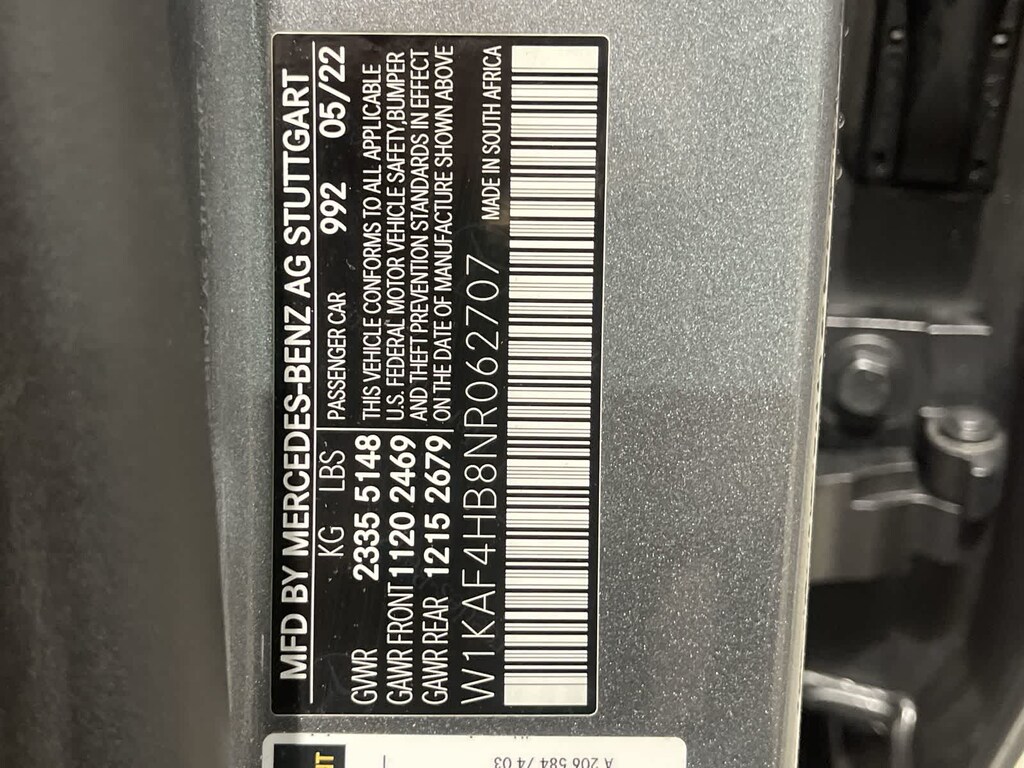 MFD BY MERCEDES-BENZ AG STUTTGART
KG LBS PASSENGER CAR 992 05/22
GWWR 2335 5148 THIS VEHICLE CONFORMS TO ALL APPLICABLE
GAWR FRONT 1120 2469 U.S. FEDERAL MOTOR VEHICLE SAFETY, BUMPER
GAWR REAR 1215 2679 AND THEFT PREVENTION STANDARDS IN EFFECT
ON THE DATE OF MANUFACTURE SHOWN ABOVE
W1KAF4HB8NR062707 MADE IN SOUTH AFRICA
A 206 584 74 03